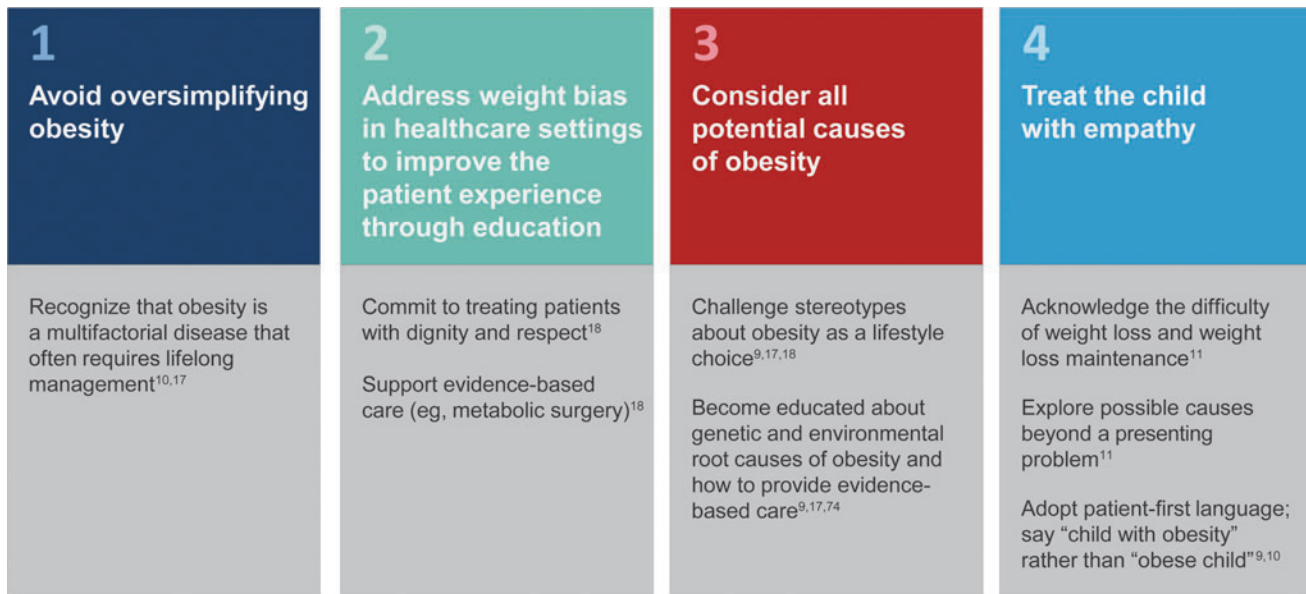 1
Avoid oversimplifying
obesity
Recognize that obesity is
a multifactorial disease that
often requires lifelong
management10,17
2
Address weight bias
in healthcare settings
to improve the
patient experience
through education
Commit to treating patients
with dignity and respect18
Support evidence-based
care (eg, metabolic surgery)18
3
Consider all
potential causes
of obesity
Challenge stereotypes
about obesity as a lifestyle
choice9,17,18
Become educated about
genetic and environmental
root causes of obesity and
how to provide evidence-
based care9,17,74
4
Treat the child
with empathy
Acknowledge the difficulty
of weight loss and weight
loss maintenance11
Explore possible causes
beyond a presenting
problem11
Adopt patient-first language;
say “child with obesity”
rather than “obese child”9,10